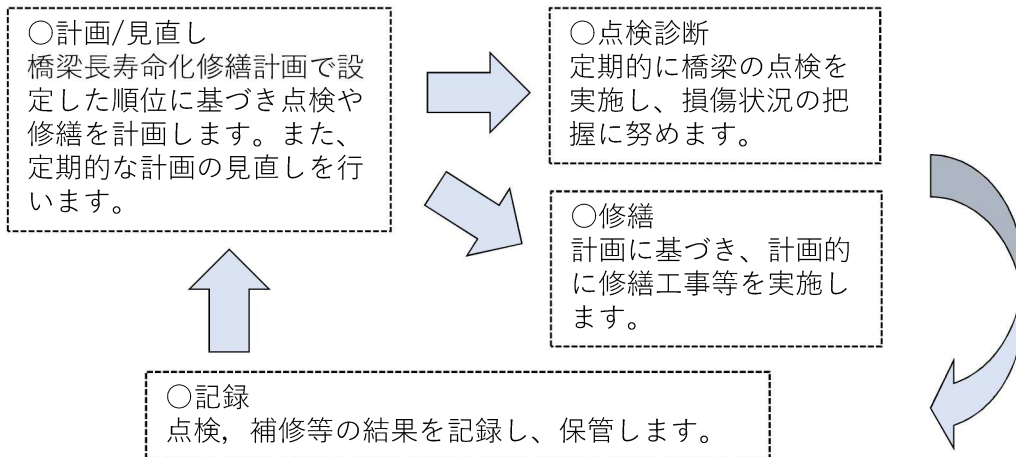 ○計画/見直し
橋梁長寿命化修繕計画で設
定した順位に基づき点検や
修繕を計画します。また、
定期的な計画の見直しを行
います。
○点検診断
定期的に橋梁の点検を
実施し、損傷状況の把
握に努めます。
○修繕
計画に基づき、計画的
に修繕工事等を実施し
ます。
○記録
点検，補修等の結果を記録し、保管します。